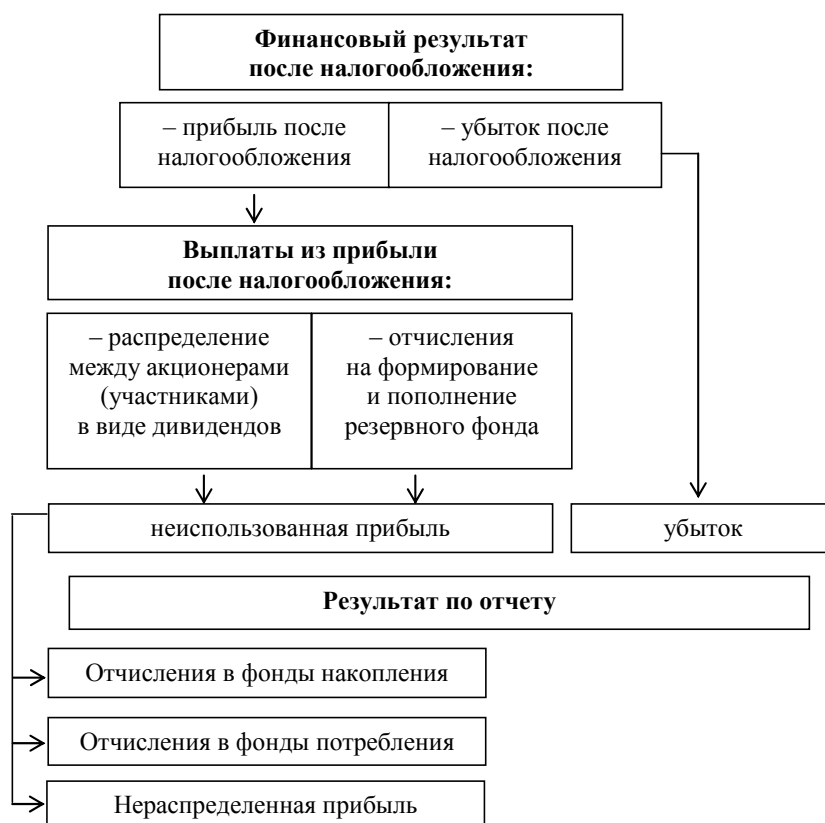 Финансовый результат
после налогообложения:
– прибыль после
налогообложения
– убыток после
налогообложения
Выплаты из прибыли
после налогообложения:
– распределение
между акционерами
(участниками)
в виде дивидендов
– отчисления
на формирование
и пополнение
резервного фонда
неиспользованная прибыль
убыток
Результат по отчету
Отчисления в фонды накопления
Отчисления в фонды потребления
Нераспределенная прибыль